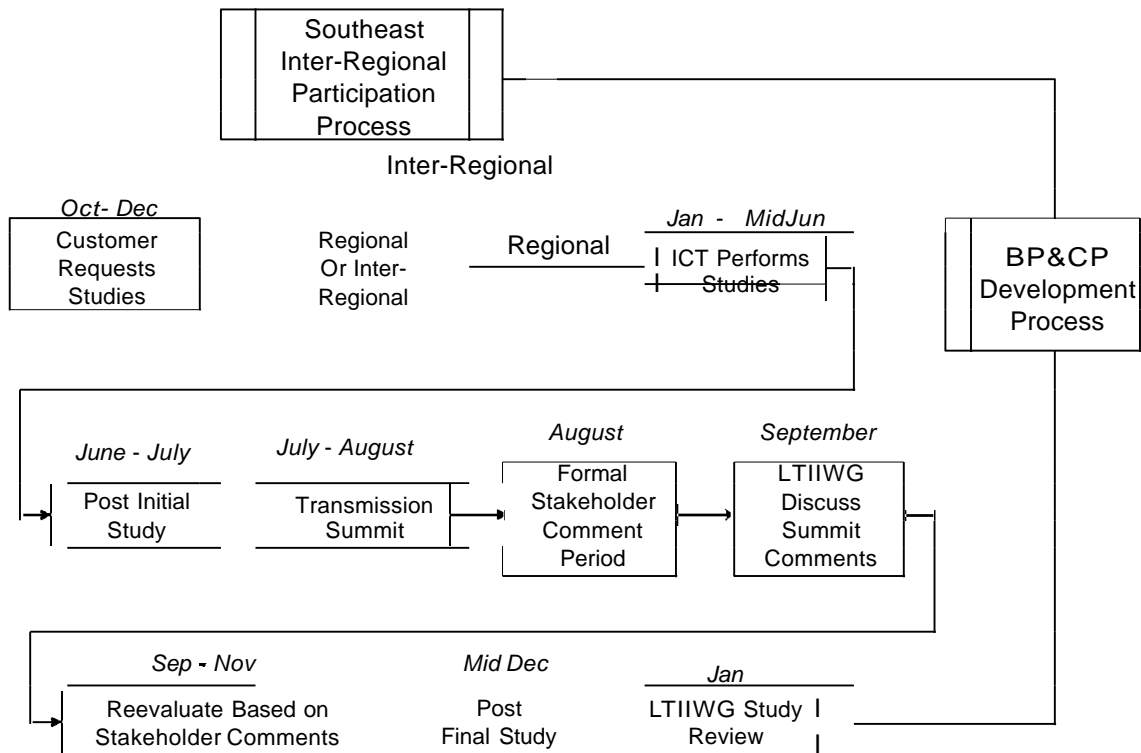 Southeast
Inter-Regional
Participation
Process
Inter-Regional
Oct- Dec
Customer
Requests
Studies
Regional
Or Inter-
Regional
Regional
Jan - MidJun
ICT Performs
Studies
BP&CP
Development
Process
June - July
Post Initial
Study
July - August
Transmission
Summit
August
Formal
Stakeholder
Comment
Period
September
LTIIWG
Discuss
Summit
Comments
Sep - Nov
Reevaluate Based on
Stakeholder Comments
Mid Dec
Post
Final Study
Jan
LTIIWG Study
Review